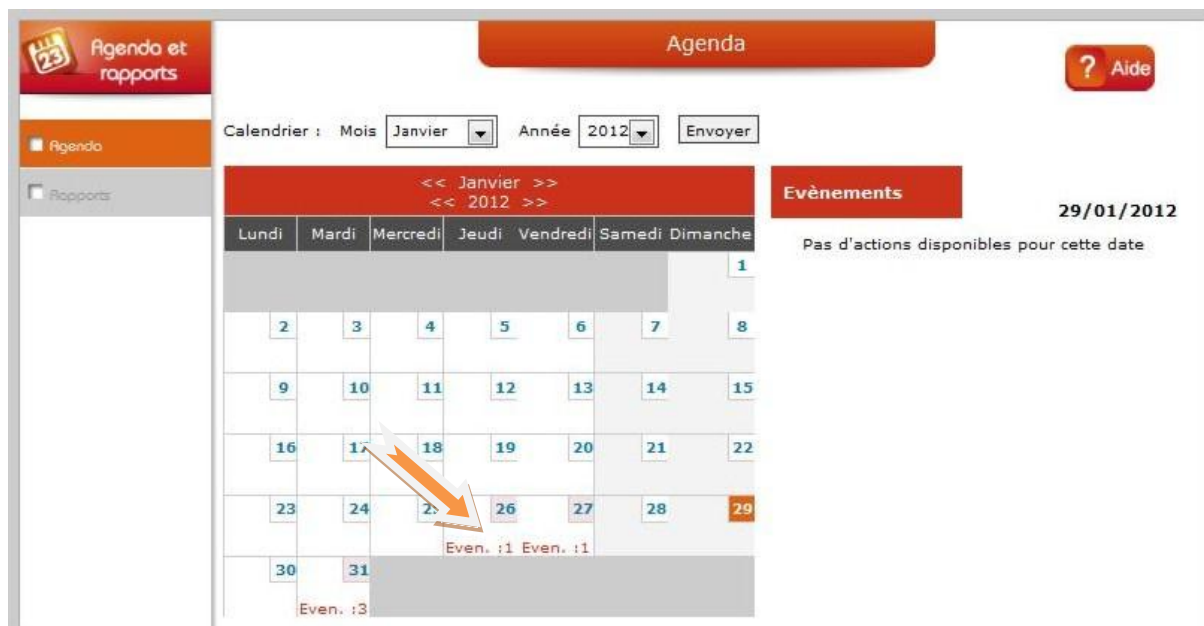 23
Agenda et
rapports
Agenda
? Aide
Agenda
Rapports
Calendrier : Mois Janvier Année 2012 Envoyer
<< Janvier >>
<< 2012 >>
Lundi Mardi Mercredi Jeudi Vendredi Samedi Dimanche
1
2 3 4 5 6 7 8
9 10 11 12 13 14 15
16 17 18 19 20 21 22
23 24 26 27 28 29
Even. :1 Even. :1
30 31
Even. :3
Evènements
29/01/2012
Pas d'actions disponibles pour cette date